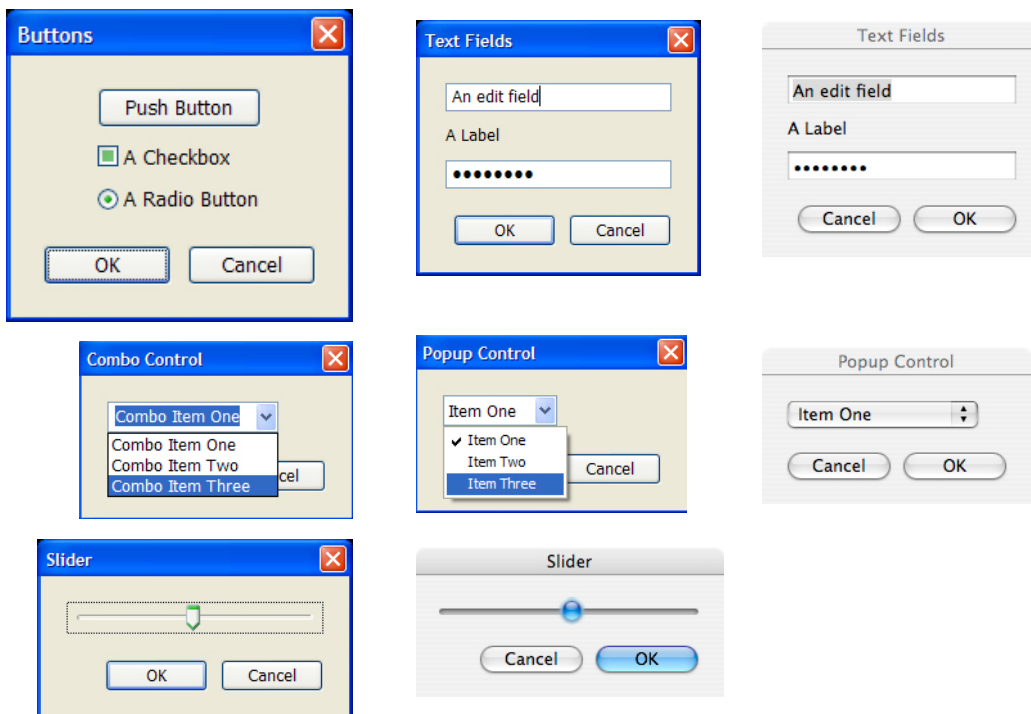 Buttons
Push Button
A Checkbox
A Radio Button
OK Cancel
Text Fields
An edit field
A Label
OK Cancel
Text Fields
An edit field
A Label
Cancel OK
Combo Control
Combo Item One
Combo Item One
Combo Item Two
Combo Item Three
cel
Popup Control
Item One
Item One
Item Two
Item Three
Cancel
Popup Control
Item One
Cancel OK
Slider
OK Cancel
Slider
Cancel OK